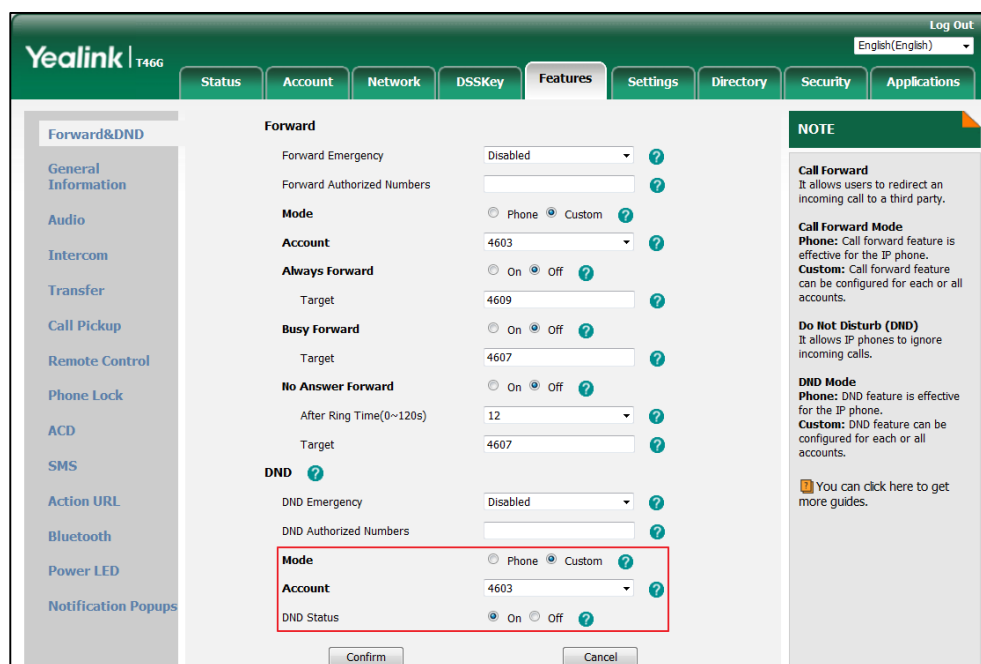 Log Out
English(English)
Yealink | T46G
Status Account Network DSSKey Features Settings Directory Security Applications
Forward&DND
General
Information
Audio
Intercom
Transfer
Call Pickup
Remote Control
Phone Lock
ACD
SMS
Action URL
Bluetooth
Power LED
Notification Popups
Forward
Forward Emergency Disabled ?
Forward Authorized Numbers ?
Mode Phone Custom ?
Account 4603 ?
Always Forward On Off ?
Target 4609 ?
Busy Forward On Off ?
Target 4607 ?
No Answer Forward On Off ?
After Ring Time(0~120s) 12 ?
Target 4607 ?
DND ?
DND Emergency Disabled ?
DND Authorized Numbers ?
Mode Phone Custom ?
Account 4603 ?
DND Status On Off ?
Confirm Cancel
NOTE
Call Forward
It allows users to redirect an
incoming call to a third party.
Call Forward Mode
Phone: Call forward feature is
effective for the IP phone.
Custom: Call forward feature
can be configured for each or all
accounts.
Do Not Disturb (DND)
It allows IP phones to ignore
incoming calls.
DND Mode
Phone: DND feature is effective
for the IP phone.
Custom: DND feature can be
configured for each or all
accounts.
? You can click here to get
more guides.